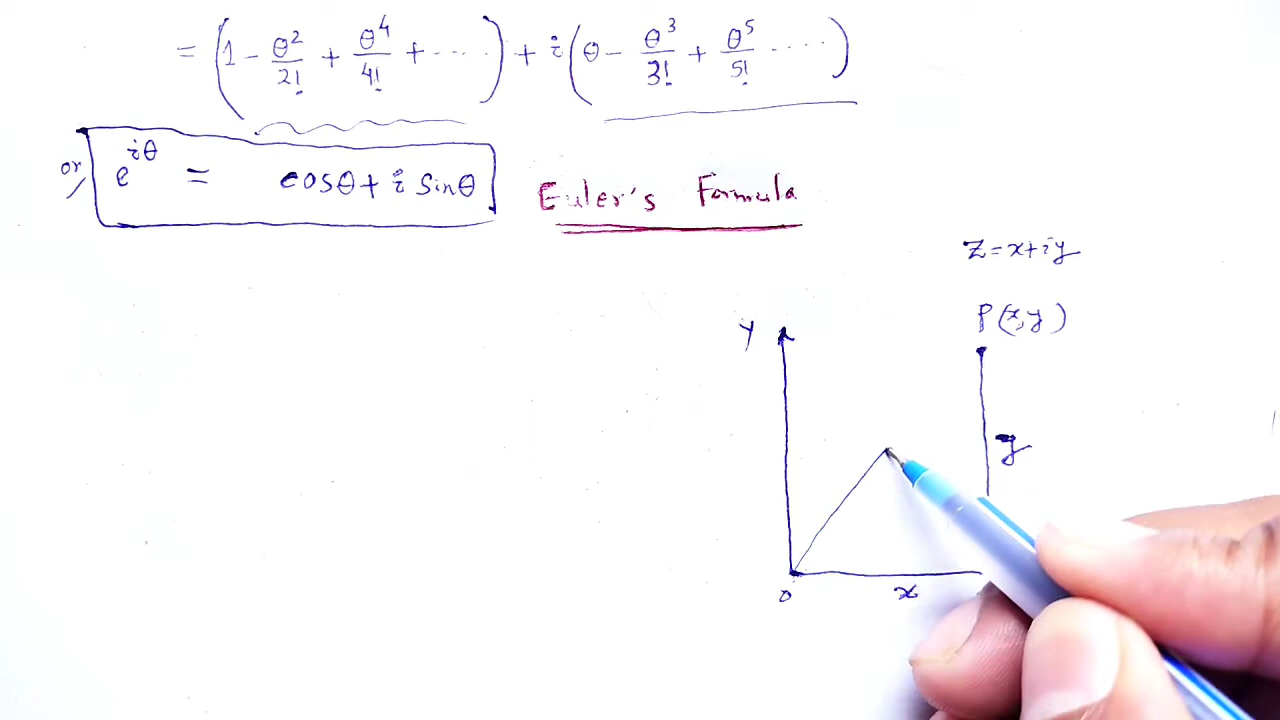 = (1 - θ²/2! + θ⁴/4! + ....) + i(θ - θ³/3! + θ⁵/5! ....)
or, e^{iθ} = cosθ + i sinθ Euler's Formula
Z = x+iy
P(x,y)
Y
y
O x